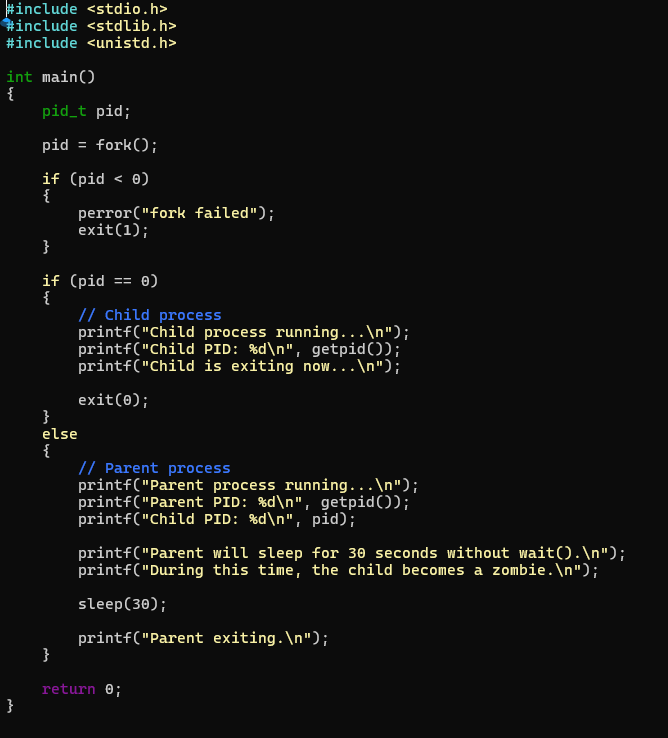 #include <stdio.h>
#include <stdlib.h>
#include <unistd.h>

int main()
{
    pid_t pid;

    pid = fork();

    if (pid < 0)
    {
        perror("fork failed");
        exit(1);
    }

    if (pid == 0)
    {
        // Child process
        printf("Child process running...\n");
        printf("Child PID: %d\n", getpid());
        printf("Child is exiting now...\n");

        exit(0);
    }
    else
    {
        // Parent process
        printf("Parent process running...\n");
        printf("Parent PID: %d\n", getpid());
        printf("Child PID: %d\n", pid);

        printf("Parent will sleep for 30 seconds without wait().\n");
        printf("During this time, the child becomes a zombie.\n");

        sleep(30);

        printf("Parent exiting.\n");
    }

    return 0;
}